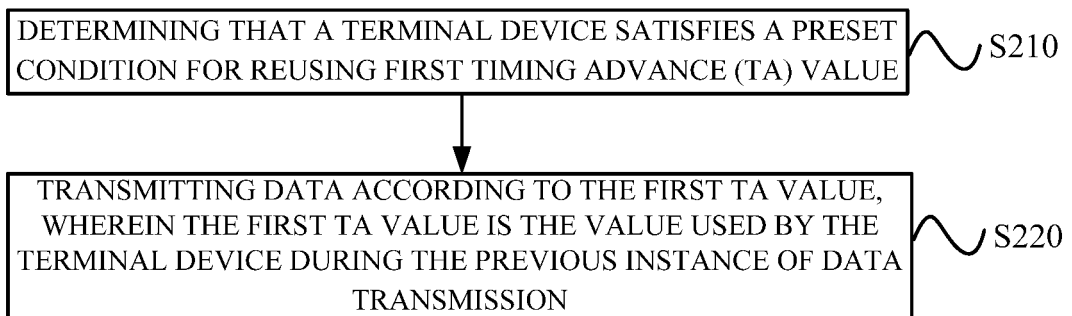 DETERMINING THAT A TERMINAL DEVICE SATISFIES A PRESET
CONDITION FOR REUSING FIRST TIMING ADVANCE (TA) VALUE
S210
TRANSMITTING DATA ACCORDING TO THE FIRST TA VALUE,
WHEREIN THE FIRST TA VALUE IS THE VALUE USED BY THE
TERMINAL DEVICE DURING THE PREVIOUS INSTANCE OF DATA
TRANSMISSION
S220